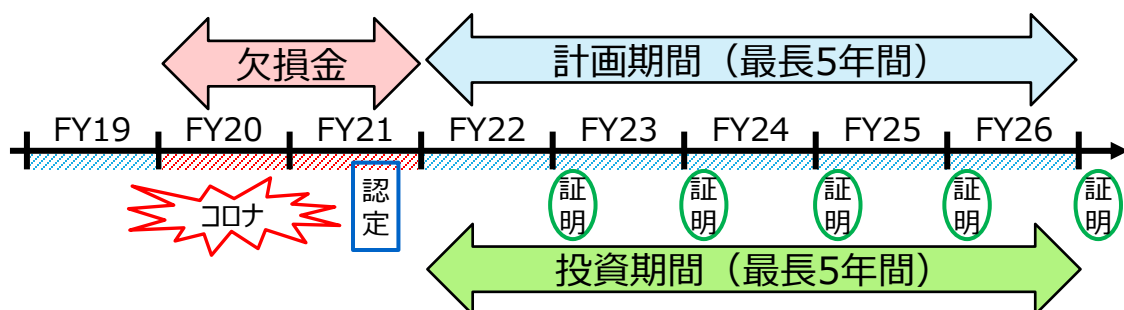 欠損金
計画期間（最長5年間）
FY19 FY20 FY21 FY22 FY23 FY24 FY25 FY26
コロナ
認定
証明
証明
証明
証明
証明
投資期間（最長5年間）